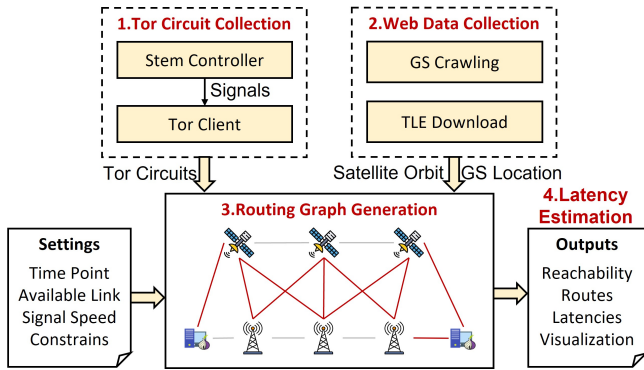 1.Tor Circuit Collection
Stem Controller
Signals
Tor Client
2.Web Data Collection
GS Crawling
TLE Download
Tor Circuits
Satellite Orbit
GS Location
3.Routing Graph Generation
4.Latency
Estimation
Settings
Time Point
Available Link
Signal Speed
Constrains
Outputs
Reachability
Routes
Latencies
Visualization